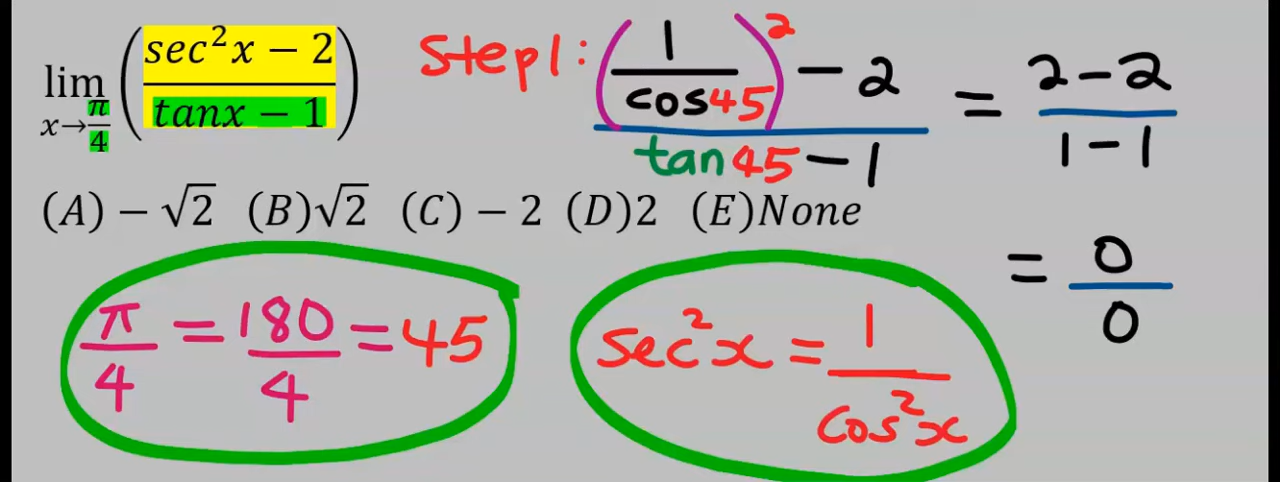 lim x→π/4 ((sec²x − 2)/(tanx − 1))
Step1: ((1/cos45)² − 2)/(tan45 − 1) = (2 − 2)/(1 − 1)
(A) − √2 (B)√2 (C) − 2 (D)2 (E)None
= 0/0
π/4 = 180/4 = 45
sec²x = 1/cos²x